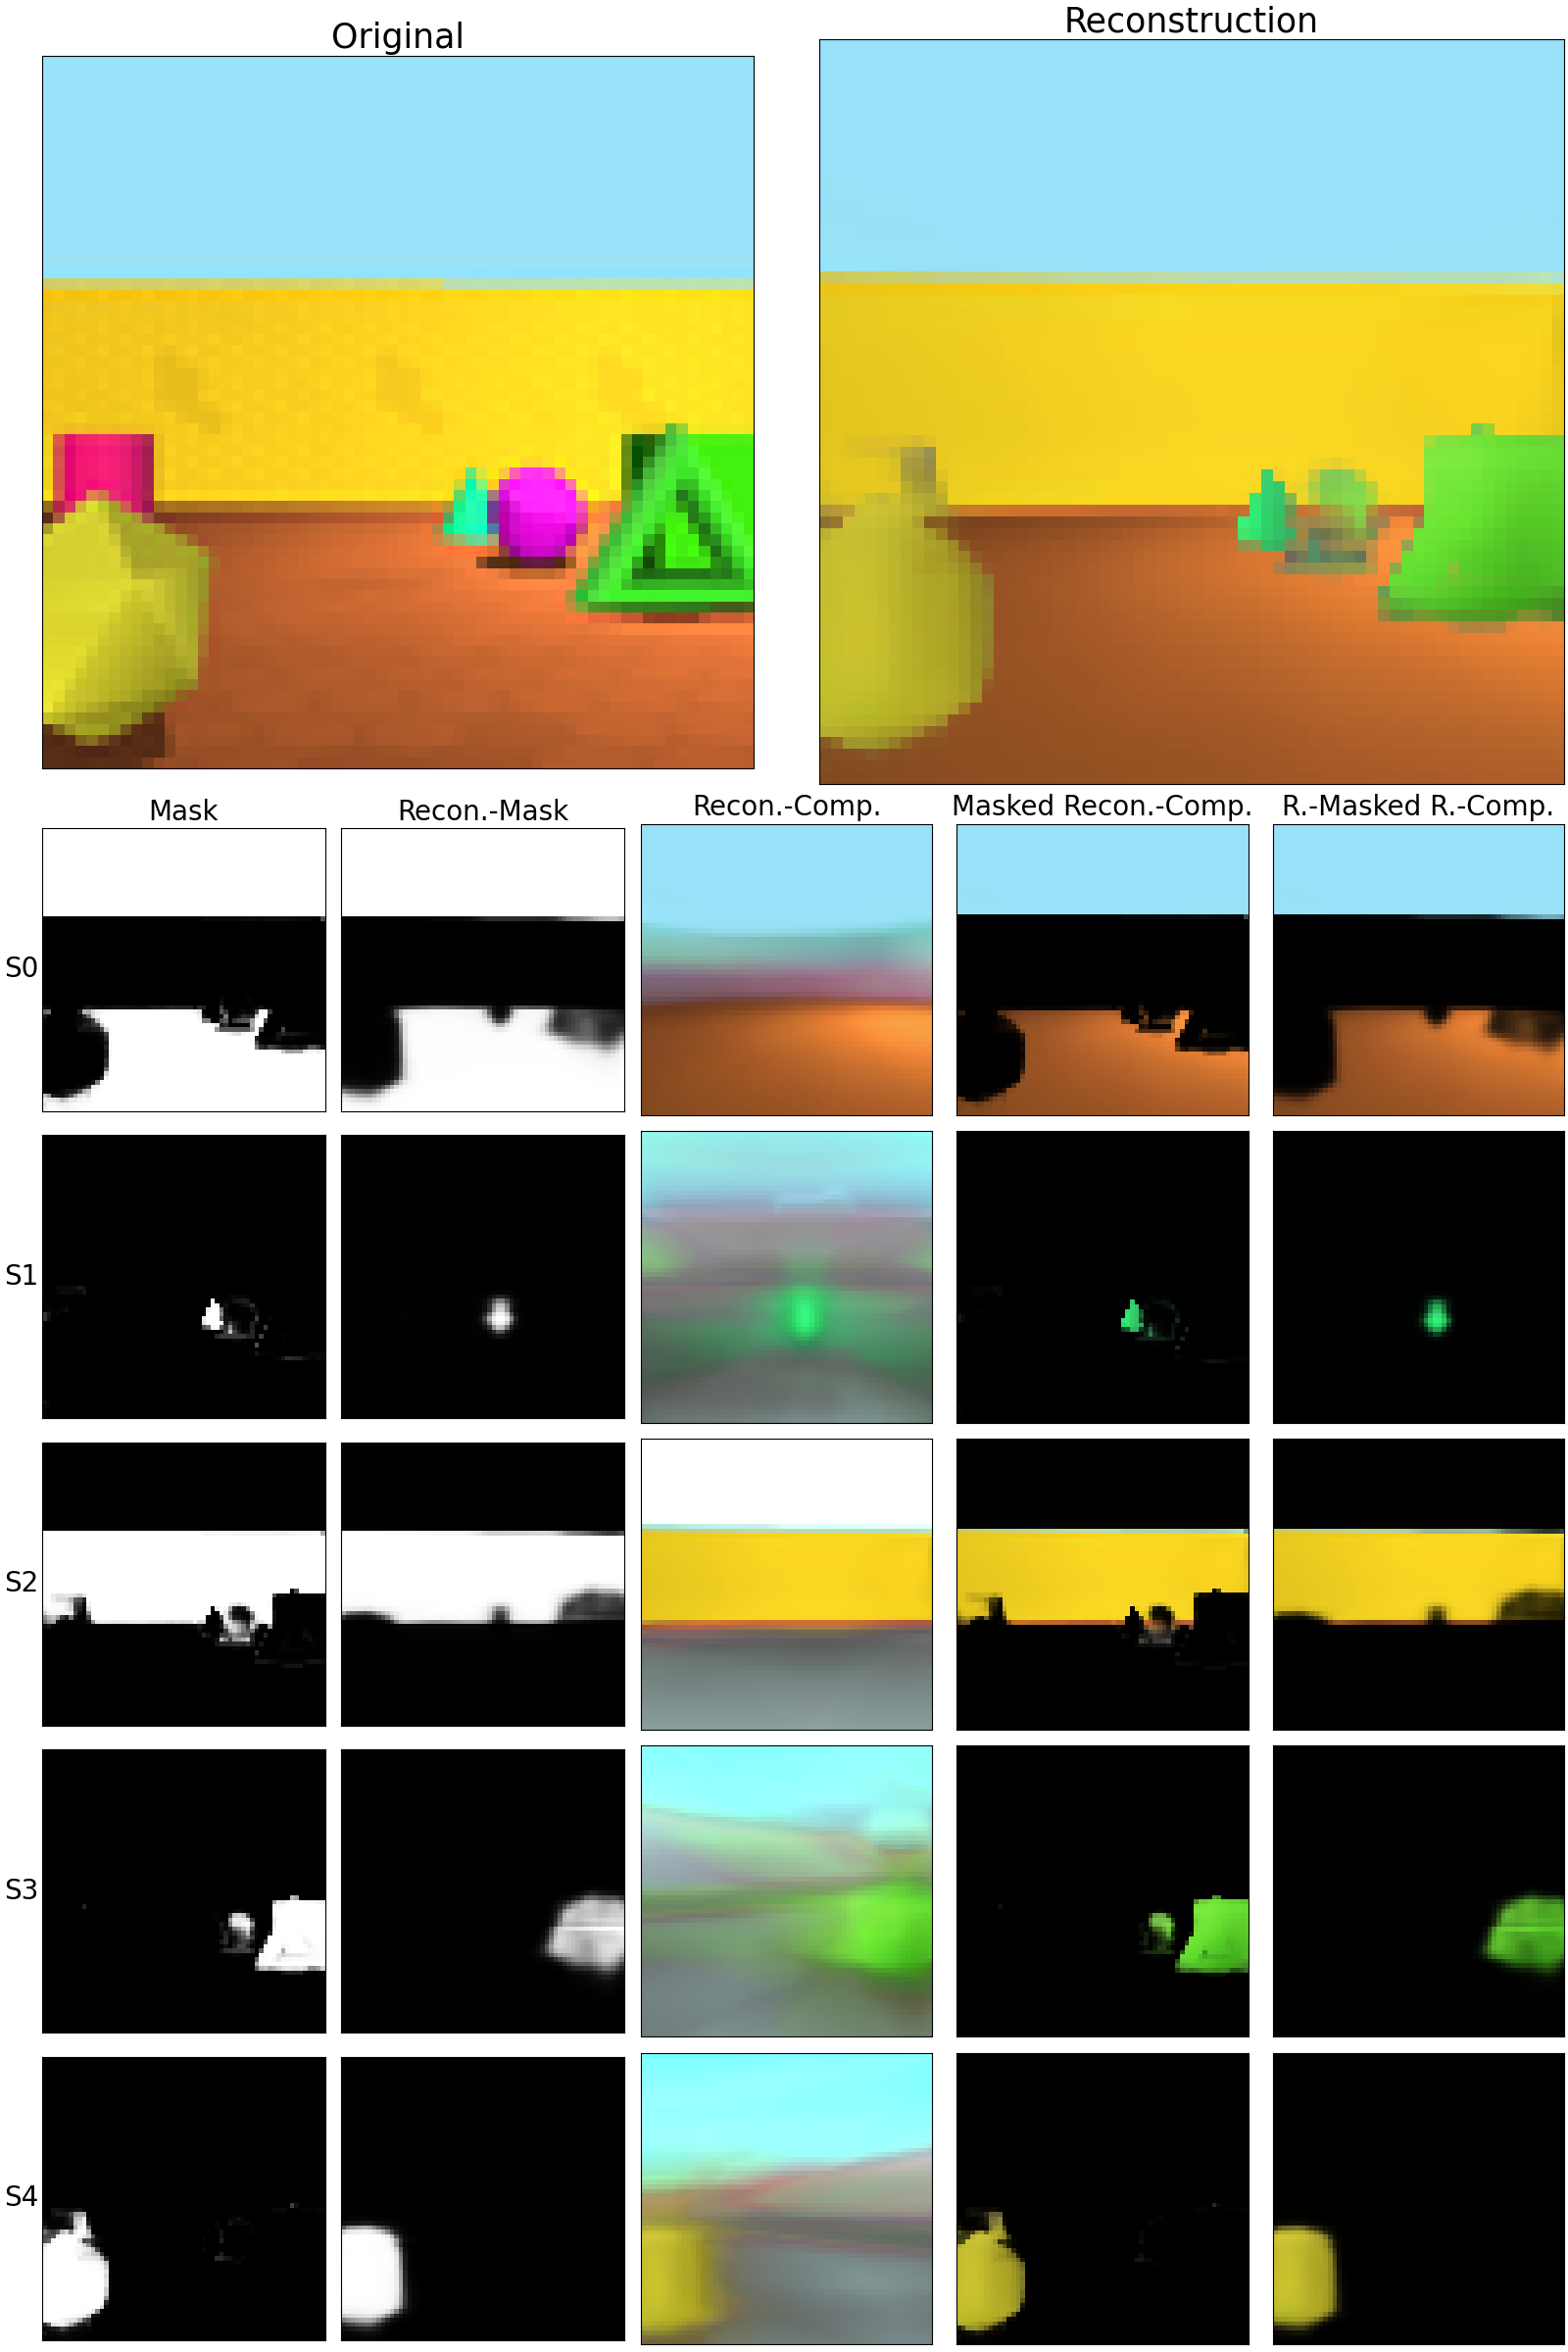 Original
Reconstruction
Mask
Recon.-Mask
Recon.-Comp.
Masked Recon.-Comp.
R.-Masked R.-Comp.
S0
S1
S2
S3
S4